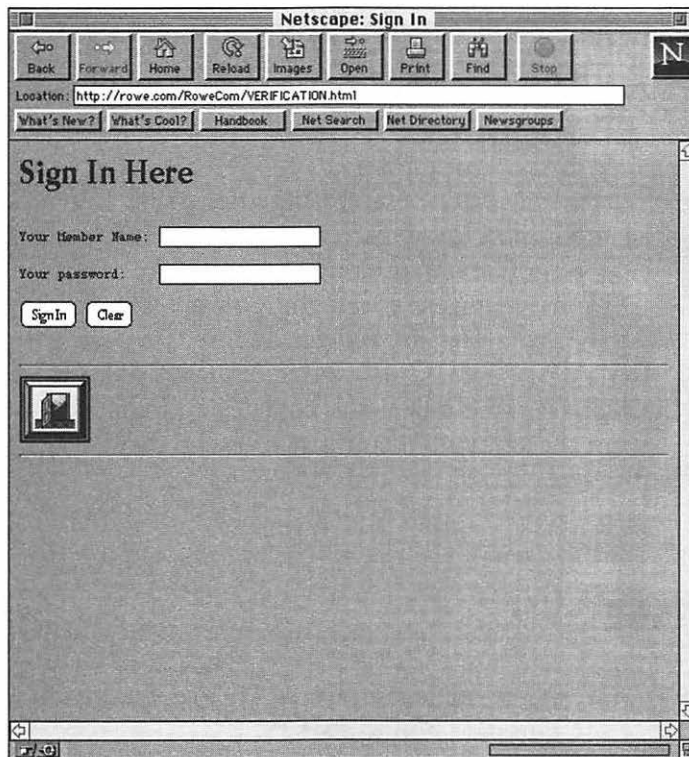 Netscape: Sign In
Back Forward Home Reload Images Open Print Find Stop
N
Location: http://rowe.com/RoweCom/VERIFICATION.html
What's New? What's Cool? Handbook Net Search Net Directory Newsgroups
Sign In Here
Your Member Name:
Your password:
Sign In Clear